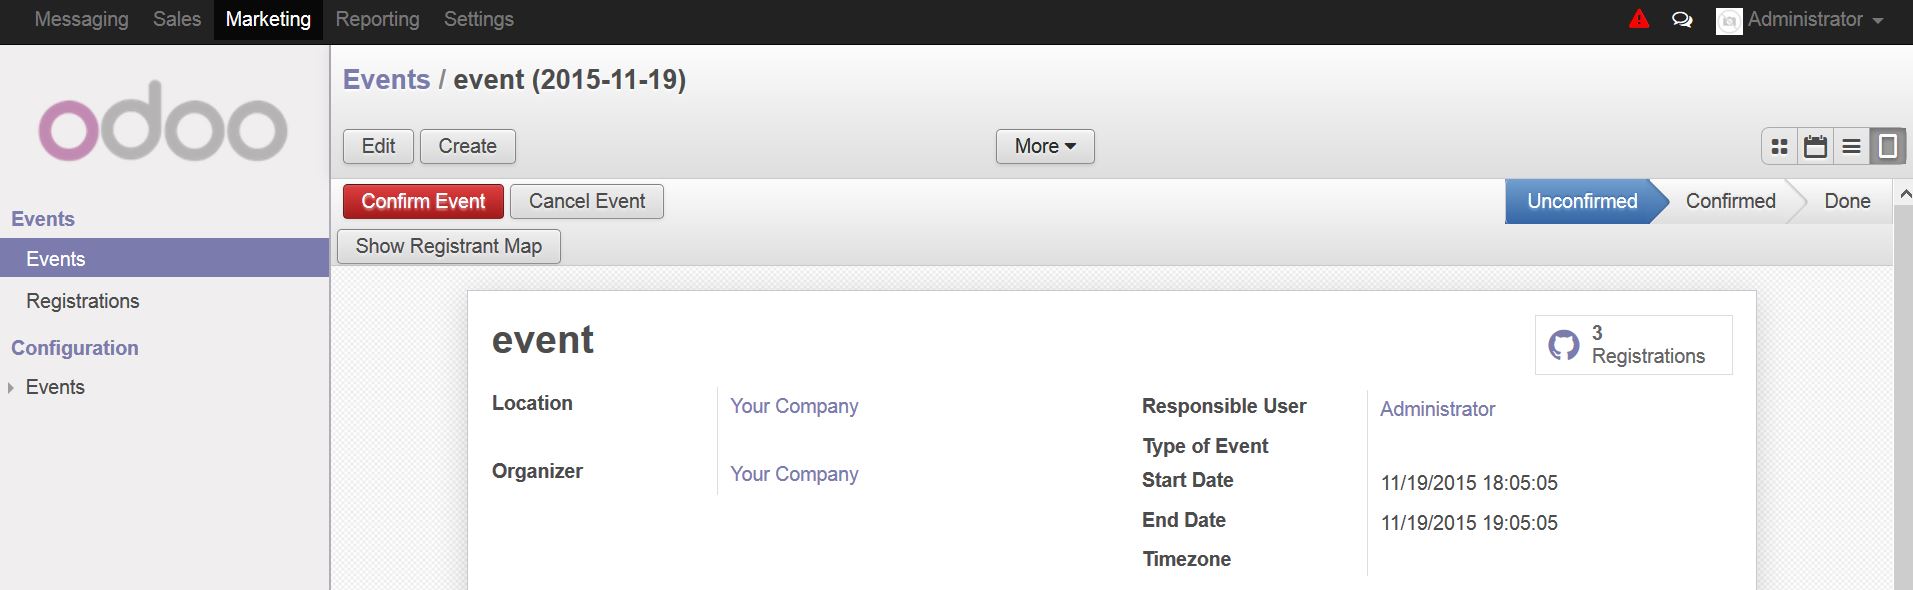 Messaging Sales Marketing Reporting Settings Administrator
odoo
Events / event (2015-11-19)
Edit Create More
Confirm Event Cancel Event Unconfirmed Confirmed Done
Show Registrant Map
Events
Events
Registrations
Configuration
Events
event
3
Registrations
Location Your Company
Organizer Your Company
Responsible User Administrator
Type of Event
Start Date 11/19/2015 18:05:05
End Date 11/19/2015 19:05:05
Timezone